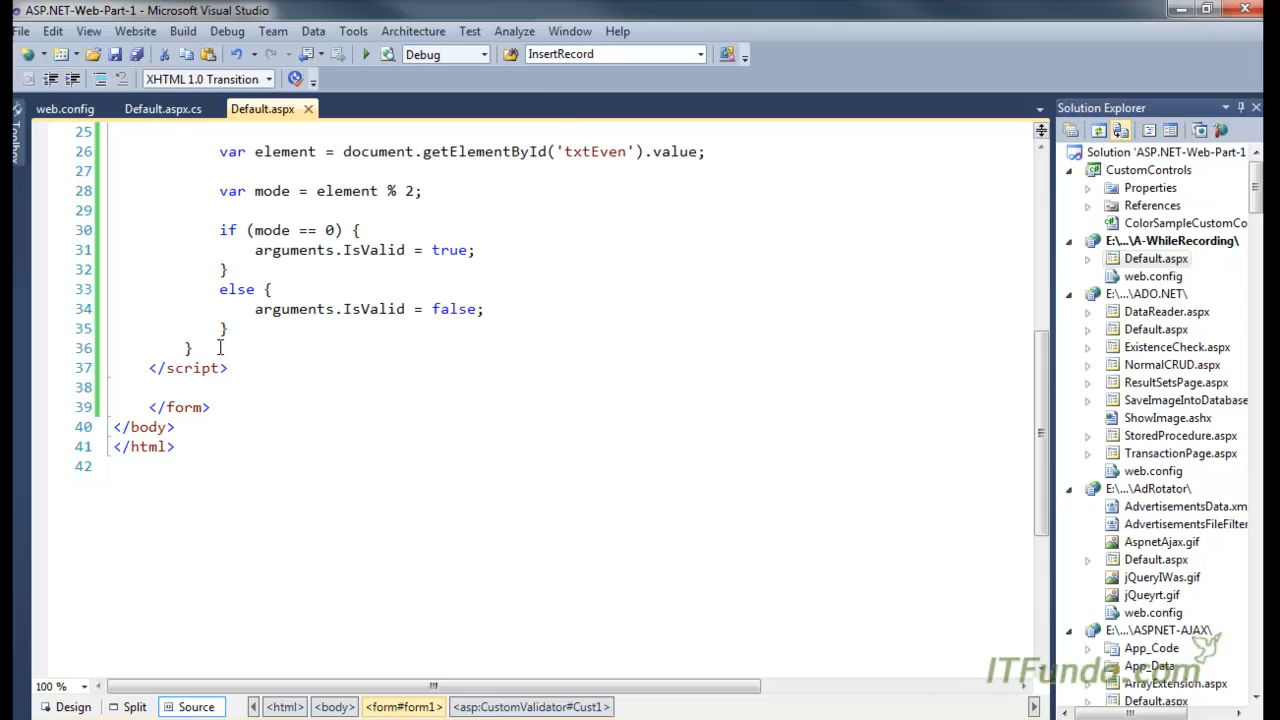 ASP.NET-Web-Part-1 - Microsoft Visual Studio
File Edit View Website Build Debug Team Data Tools Architecture Test Analyze Window Help
Debug InsertRecord
XHTML 1.0 Transition
web.config Default.aspx.cs Default.aspx
Toolbox
25
26 var element = document.getElementById('txtEven').value;
27
28 var mode = element % 2;
29
30 if (mode == 0) {
31 arguments.IsValid = true;
32 }
33 else {
34 arguments.IsValid = false;
35 }
36 }
37 </script>
38
39 </form>
40 </body>
41 </html>
42
100 %
Design Split Source <html> <body> <form#form1> <asp:CustomValidator#Cust1>
Solution Explorer
Solution 'ASP.NET-Web-Part-1
CustomControls
Properties
References
ColorSampleCustomCo
E:\...\A-WhileRecording\
Default.aspx
web.config
E:\...\ADO.NET\
DataReader.aspx
Default.aspx
ExistenceCheck.aspx
NormalCRUD.aspx
ResultSetsPage.aspx
SaveImageIntoDatabase
ShowImage.ashx
StoredProcedure.aspx
TransactionPage.aspx
web.config
E:\...\AdRotator\
AdvertisementsData.xm
AdvertisementsFileFilter
AspnetAjax.gif
Default.aspx
jQueryIWas.gif
jQueyrt.gif
web.config
E:\...\ASPNET-AJAX\
App_Code
App_Data
ArrayExtension.aspx
Default.aspx
ITFunda.com